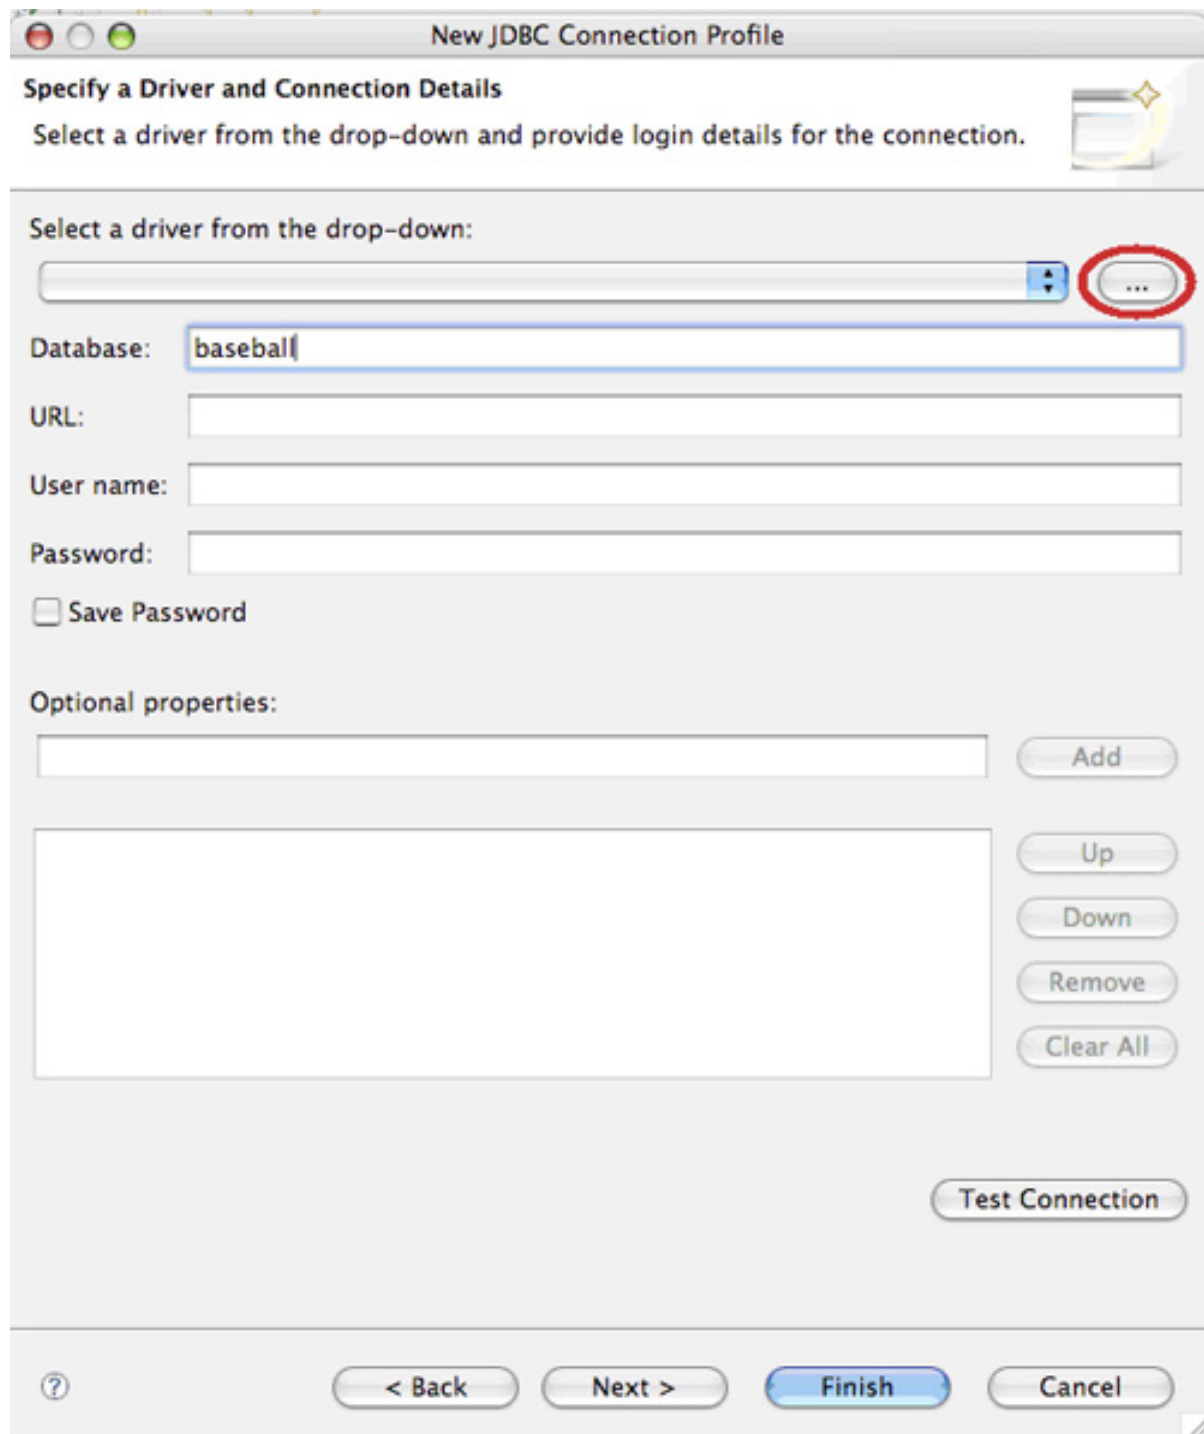 New JDBC Connection Profile
Specify a Driver and Connection Details
Select a driver from the drop-down and provide login details for the connection.
Select a driver from the drop-down:
...
Database: baseball
URL:
User name:
Password:
Save Password
Optional properties:
Add
Up
Down
Remove
Clear All
Test Connection
? < Back Next > Finish Cancel